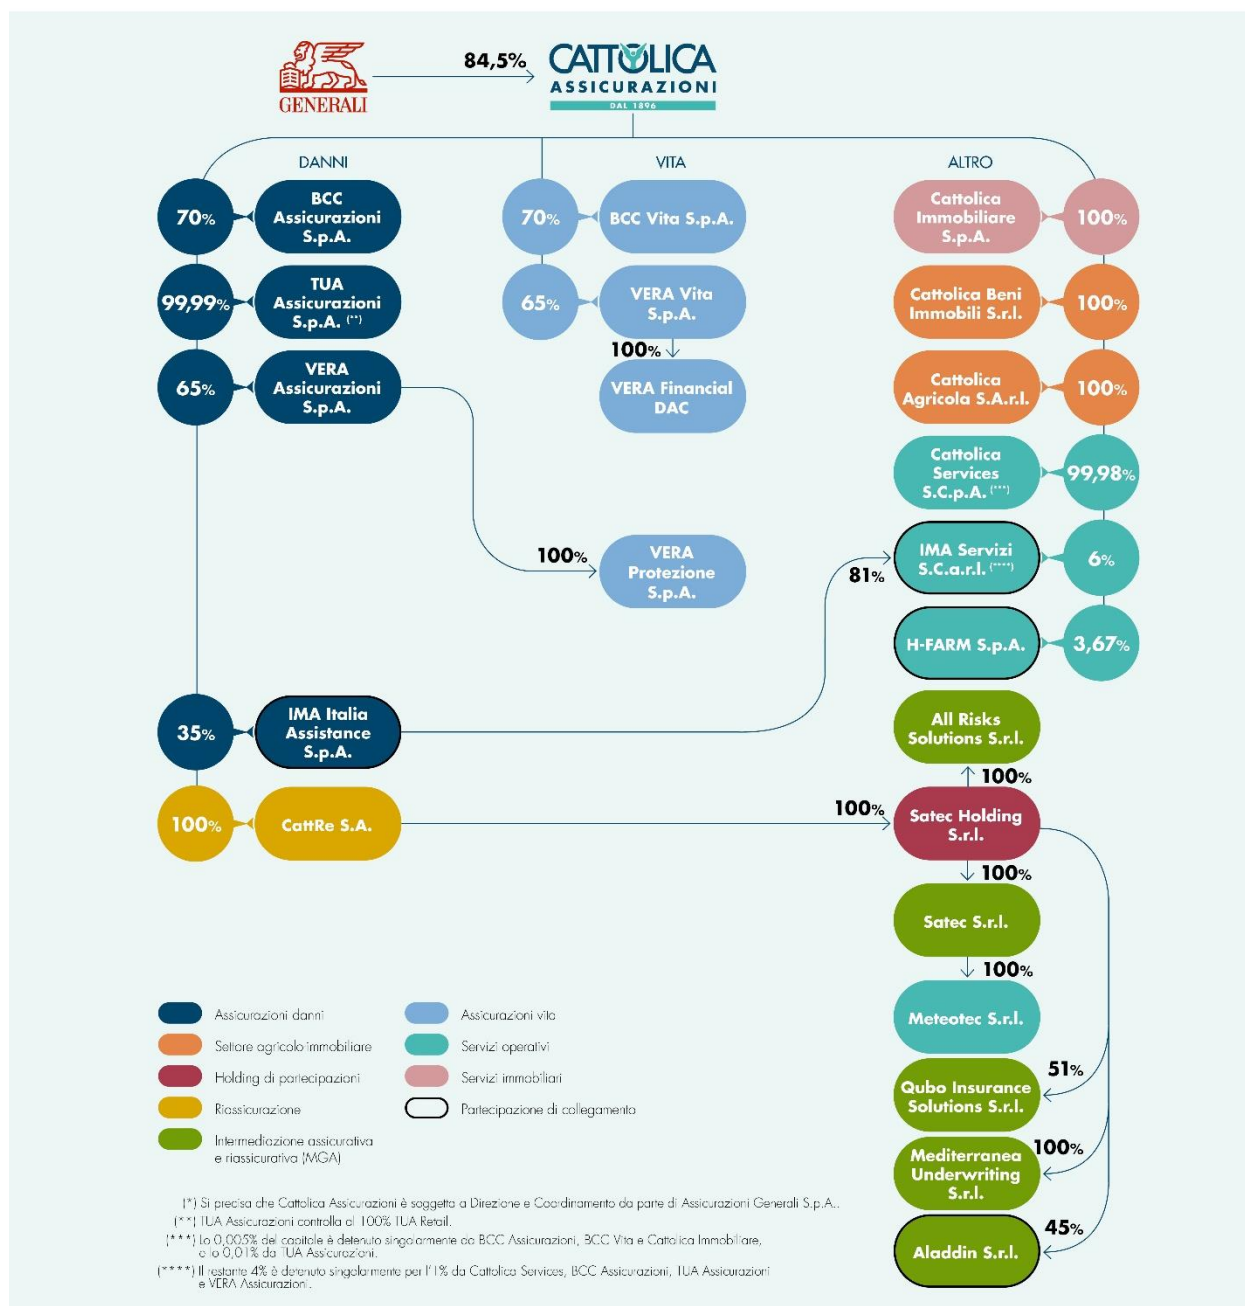 GENERALI
84,5%
CATTOLICA
ASSICURAZIONI
DAL 1896
DANNI
VITA
ALTRO
70%
BCC
Assicurazioni
S.p.A.
99,99%
TUA
Assicurazioni
S.p.A. (**)
65%
VERA
Assicurazioni
S.p.A.
35%
IMA Italia
Assistance
S.p.A.
100%
CattRe S.A.
70%
BCC Vita S.p.A.
65%
VERA Vita
S.p.A.
100%
VERA Financial
DAC
100%
VERA
Protezione
S.p.A.
Cattolica
Immobiliare
S.p.A.
100%
Cattolica Beni
Immobili S.r.l.
100%
Cattolica
Agricola S.A.r.l.
100%
Cattolica
Services
S.C.p.A. (***)
99,98%
81%
IMA Servizi
S.C.a.r.l. (****)
6%
H-FARM S.p.A.
3,67%
All Risks
Solutions S.r.l.
100%
100%
Satec Holding
S.r.l.
100%
Satec S.r.l.
100%
Meteotec S.r.l.
51%
Qubo Insurance
Solutions S.r.l.
100%
Mediterranea
Underwriting
S.r.l.
45%
Aladdin S.r.l.
Assicurazioni danni
Settore agricolo-immobiliare
Holding di partecipazioni
Riassicurazione
Intermediazione assicurativa
e riassicurativa (MGA)
Assicurazioni vita
Servizi operativi
Servizi immobiliari
Partecipazione di collegamento
(*) Si precisa che Cattolica Assicurazioni è soggetta a Direzione e Coordinamento da parte di Assicurazioni Generali S.p.A..
(**) TUA Assicurazioni controlla al 100% TUA Retail.
(***) Lo 0,005% del capitale è detenuto singolarmente da BCC Assicurazioni, BCC Vita e Cattolica Immobiliare,
e lo 0,01% da TUA Assicurazioni.
(****) Il restante 4% è detenuto singolarmente per l'1% da Cattolica Services, BCC Assicurazioni, TUA Assicurazioni
e VERA Assicurazioni.